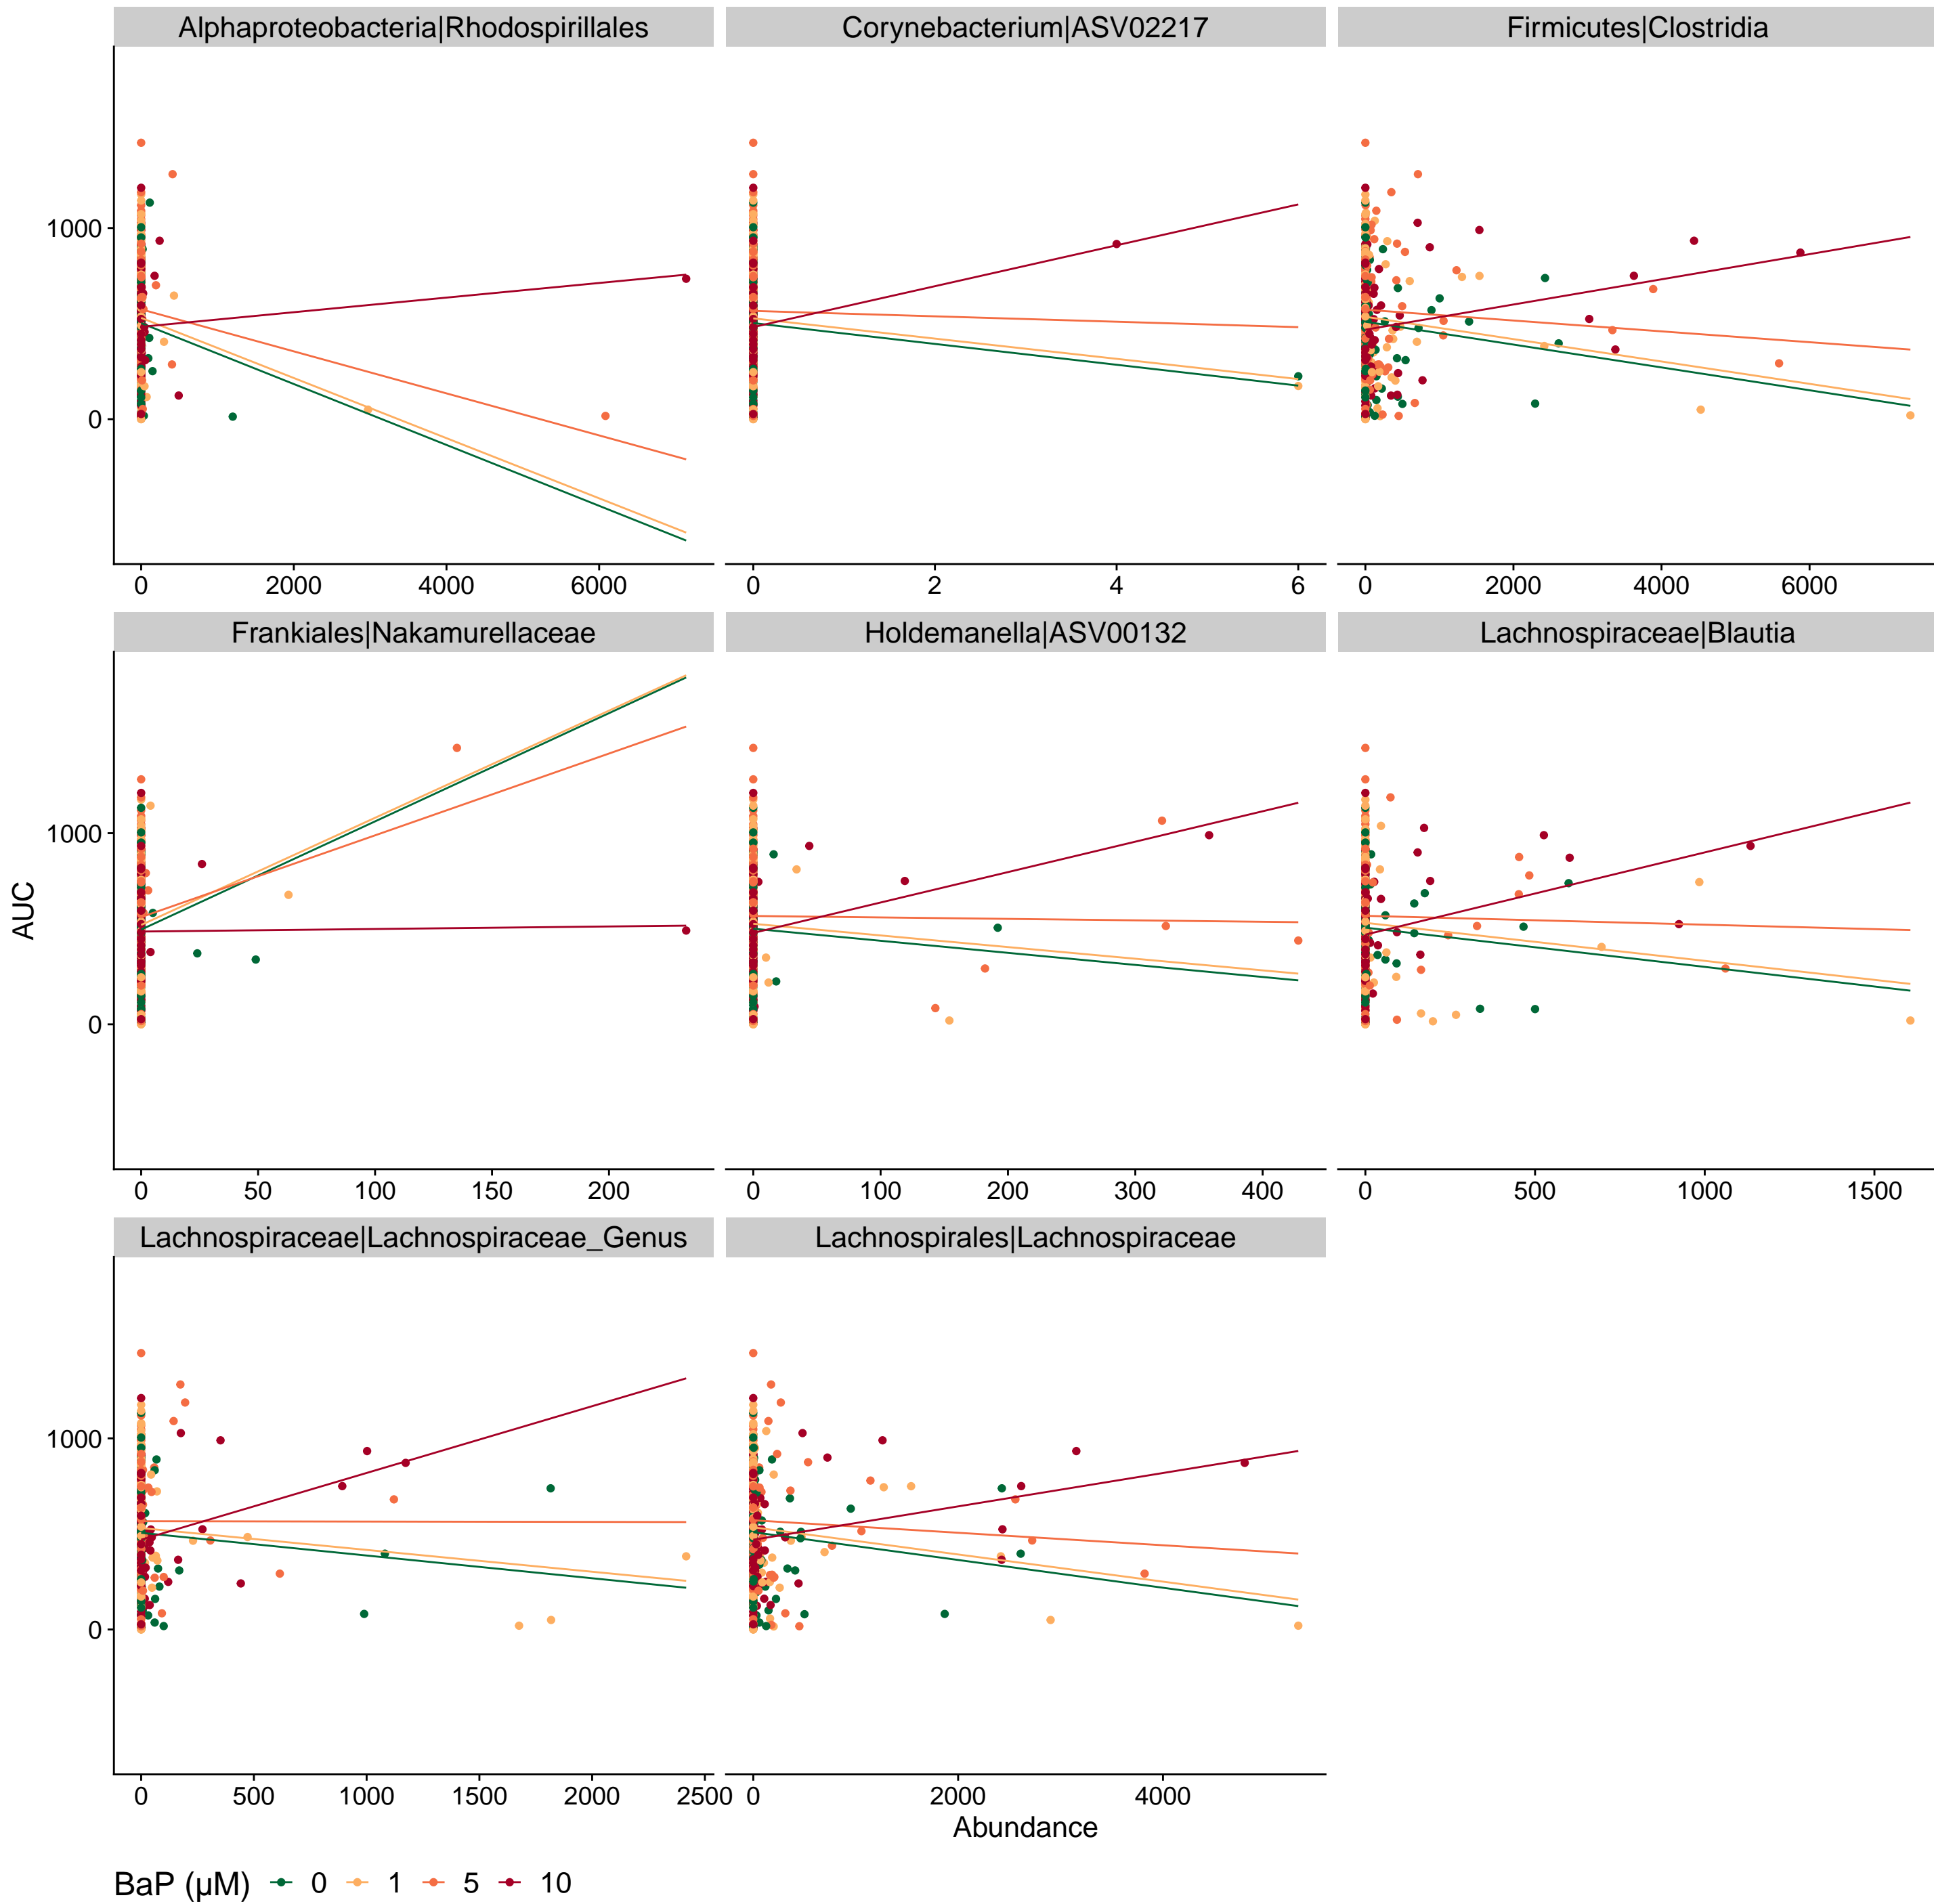 Alphaproteobacteria|Rhodospirillales Corynebacterium|ASV02217 Firmicutes|Clostridia
1000
0
0 2000 4000 6000 0 2 4 6 0 2000 4000 6000
Frankiales|Nakamurellaceae Holdemanella|ASV00132 Lachnospiraceae|Blautia
1000
AUC
0
0 50 100 150 200 0 100 200 300 400 0 500 1000 1500
Lachnospiraceae|Lachnospiraceae_Genus Lachnospirales|Lachnospiraceae
1000
0
0 500 1000 1500 2000 2500 0 2000 4000
Abundance
BaP (µM) 0 1 5 10